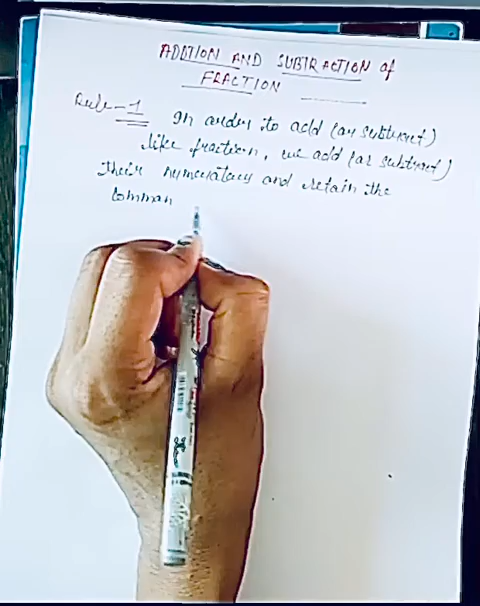 ADDTION AND SUBTRACTION of
FRACTION
Rule-1 In order to add (or subtract)
like fraction, we add (or subtract)
their numerators and retain the
common